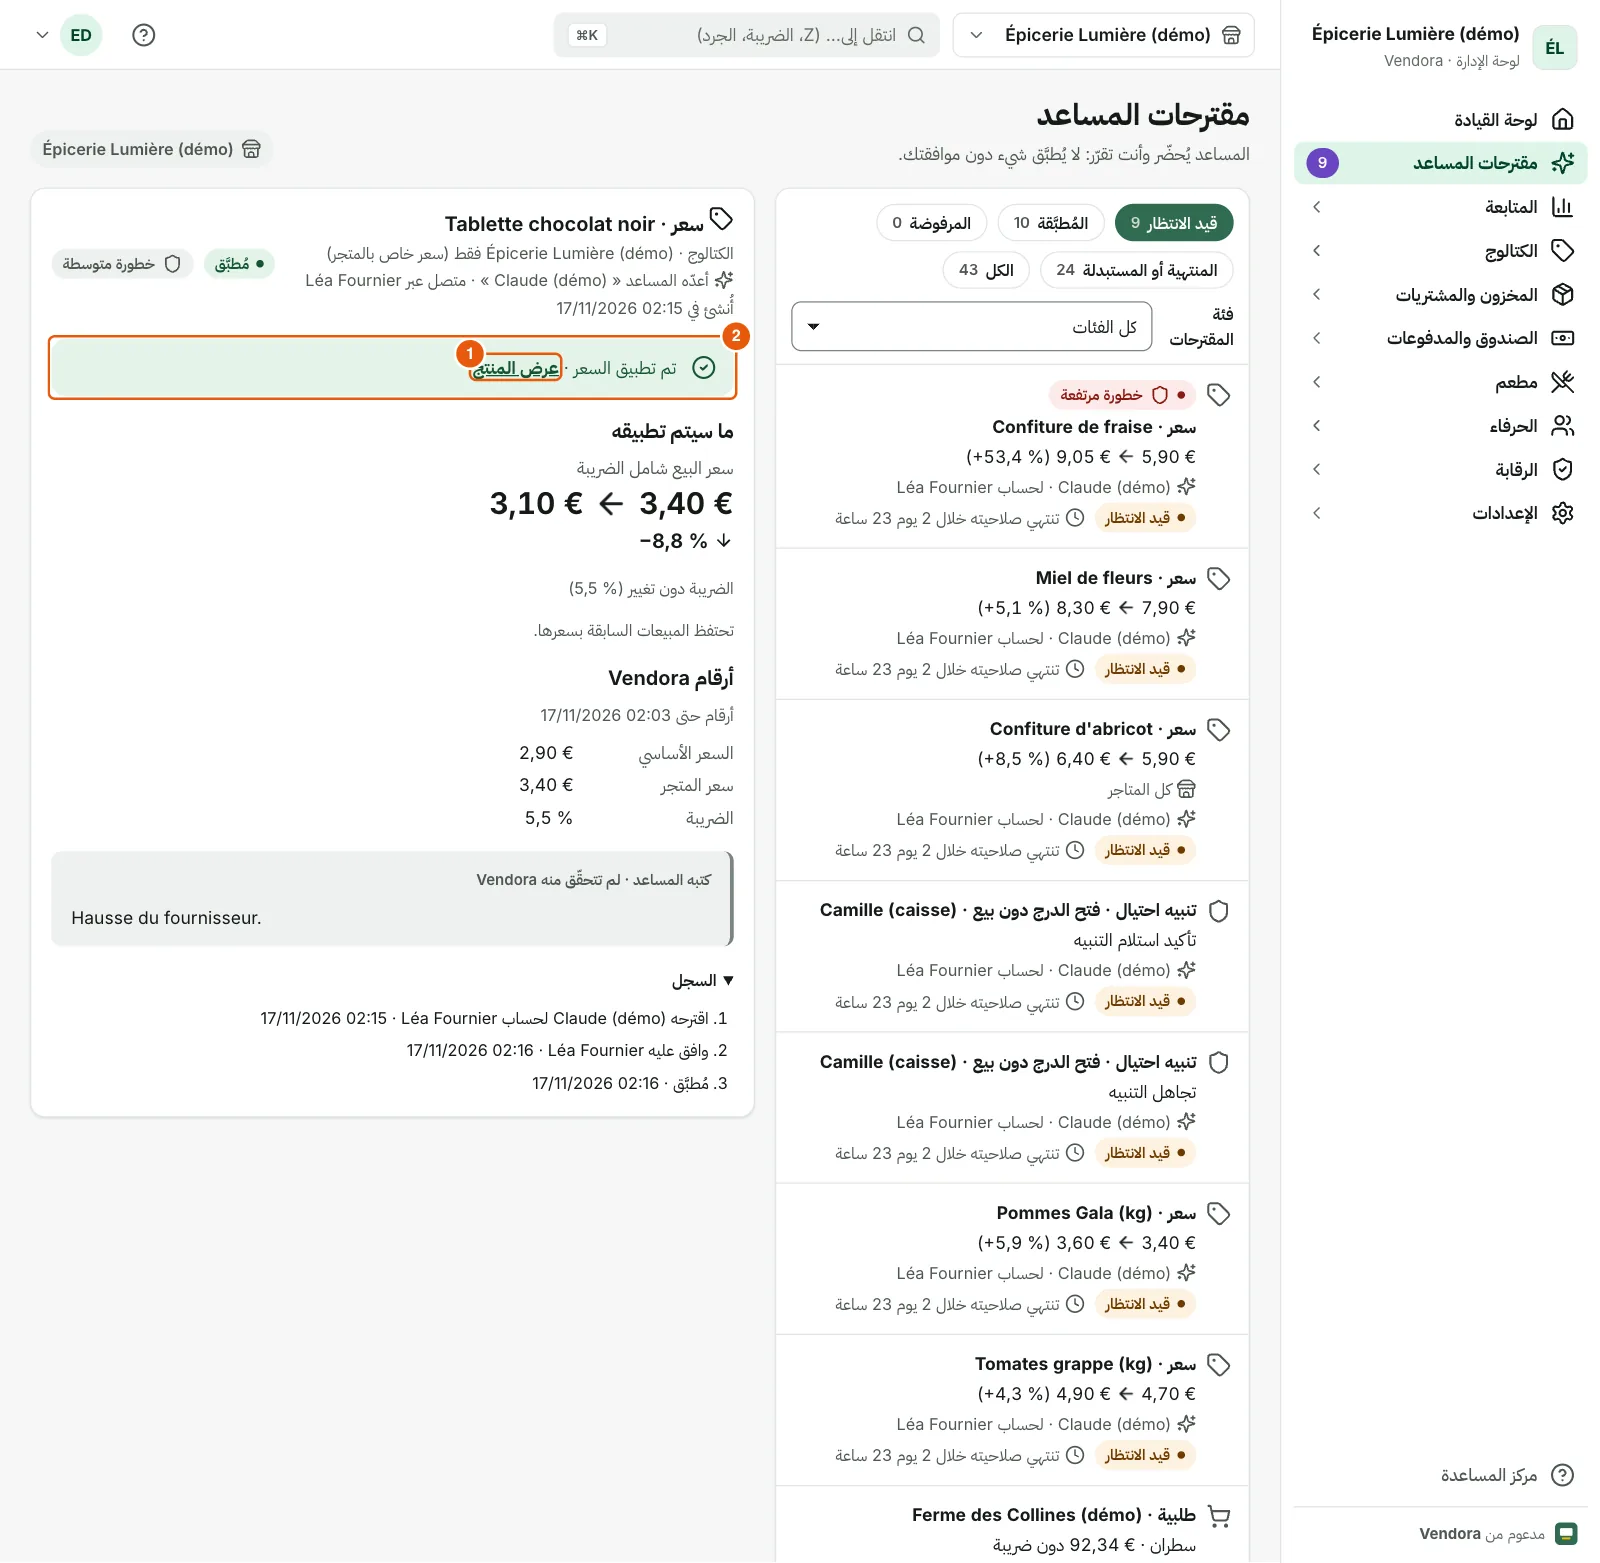 Épicerie Lumière (démo)
لوحة الإدارة · Vendora
ÉL
لوحة القيادة
مقترحات المساعد
9
المتابعة
الكتالوج
المخزون والمشتريات
الصندوق والمدفوعات
مطعم
الحرفاء
الرقابة
الإعدادات
مركز المساعدة
مدعوم من Vendora
Épicerie Lumière (démo)
انتقل إلى... (Z، الضريبة، الجرد)
⌘K
ED
مقترحات المساعد
المساعد يُحضّر وأنت تقرّر: لا يُطبَّق شيء دون موافقتك.
Épicerie Lumière (démo)
قيد الانتظار 9
المُطبَّقة 10
المرفوضة 0
المنتهية أو المستبدلة 24
الكل 43
فئة المقترحات
كل الفئات
خطورة مرتفعة
سعر · Confiture de fraise
5,90 € ← 9,05 € (+53,4 %)
Claude (démo) · لحساب Léa Fournier
قيد الانتظار
تنتهي صلاحيته خلال 2 يوم 23 ساعة
سعر · Miel de fleurs
7,90 € ← 8,30 € (+5,1 %)
Claude (démo) · لحساب Léa Fournier
قيد الانتظار
تنتهي صلاحيته خلال 2 يوم 23 ساعة
سعر · Confiture d'abricot
5,90 € ← 6,40 € (+8,5 %)
كل المتاجر
Claude (démo) · لحساب Léa Fournier
قيد الانتظار
تنتهي صلاحيته خلال 2 يوم 23 ساعة
تنبيه احتيال · فتح الدرج دون بيع · Camille (caisse)
تأكيد استلام التنبيه
Claude (démo) · لحساب Léa Fournier
قيد الانتظار
تنتهي صلاحيته خلال 2 يوم 23 ساعة
تنبيه احتيال · فتح الدرج دون بيع · Camille (caisse)
تجاهل التنبيه
Claude (démo) · لحساب Léa Fournier
قيد الانتظار
تنتهي صلاحيته خلال 2 يوم 23 ساعة
سعر · Pommes Gala (kg)
3,40 € ← 3,60 € (+5,9 %)
Claude (démo) · لحساب Léa Fournier
قيد الانتظار
تنتهي صلاحيته خلال 2 يوم 23 ساعة
سعر · Tomates grappe (kg)
4,70 € ← 4,90 € (+4,3 %)
Claude (démo) · لحساب Léa Fournier
قيد الانتظار
تنتهي صلاحيته خلال 2 يوم 23 ساعة
طلبية · Ferme des Collines (démo)
سطران · 92,34 € دون ضريبة
سعر · Tablette chocolat noir
الكتالوج · Épicerie Lumière (démo) فقط (سعر خاص بالمتجر)
أعدّه المساعد « Claude (démo) » · متصل عبر Léa Fournier
أُنشئ في 17/11/2026 02:15
مُطبَّق
خطورة متوسطة
2
1
تم تطبيق السعر · عرض المنتج
ما سيتم تطبيقه
سعر البيع شامل الضريبة
3,40 € ← 3,10 €
↓ −8,8 %
الضريبة دون تغيير (5,5 %)
تحتفظ المبيعات السابقة بسعرها.
أرقام Vendora
أرقام حتى 17/11/2026 02:03
السعر الأساسي 2,90 €
سعر المتجر 3,40 €
الضريبة 5,5 %
كتبه المساعد · لم تتحقّق منه Vendora
Hausse du fournisseur.
السجل
1. اقترحه Claude (démo) لحساب Léa Fournier · 17/11/2026 02:15
2. وافق عليه Léa Fournier · 17/11/2026 02:16
3. مُطبَّق · 17/11/2026 02:16